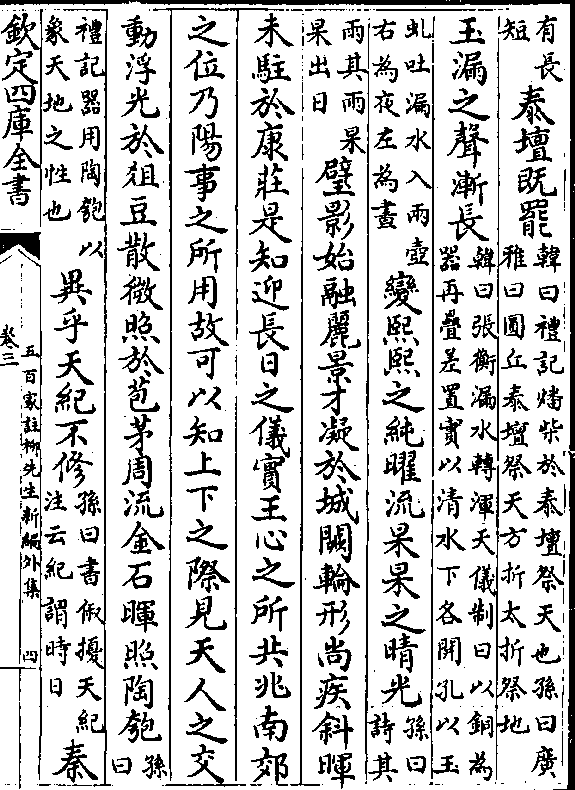 有長短泰壇既罷韓曰禮記燔柴於泰壇祭天也孫曰廣雅曰圓丘泰壇祭天方折太折祭地
玉漏之聲漸長韓曰張衡漏水轉渾天儀制曰以銅為器再疊差置實以清水下各開孔以玉
虬吐漏水入兩壺右為夜左為晝變熙熙之純曜流杲杲之晴光孫曰詩其
雨其雨杲杲出日璧影始融麗景才凝於城闕輪形尚疾斜暉
未駐於康莊是知迎長日之儀實王心之所共兆南郊
之位乃陽事之所用故可以知上下之際見天人之交
動浮光於俎豆散微照於苞茅周流金石暉照陶匏孫曰
禮記器用陶匏以象天地之性也異乎天紀不修孫曰書俶擾天紀注云紀謂時日秦
欽定四庫全書
卷三
五百家註柳先生新編外集
四